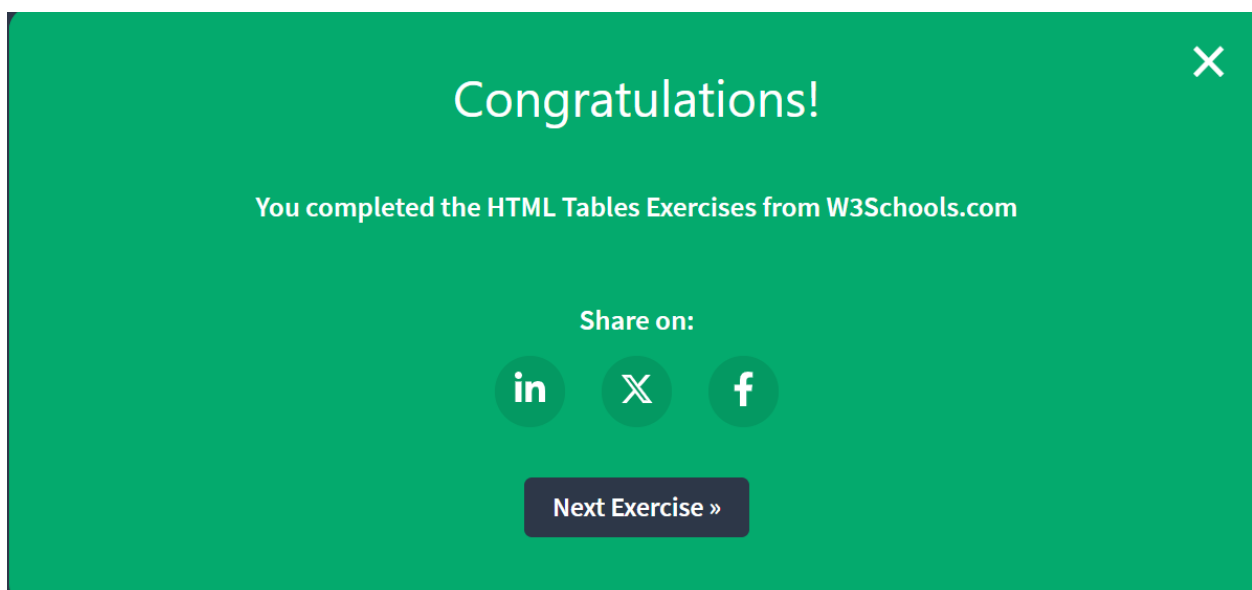 Congratulations!
You completed the HTML Tables Exercises from W3Schools.com
Share on:
in X f
Next Exercise »